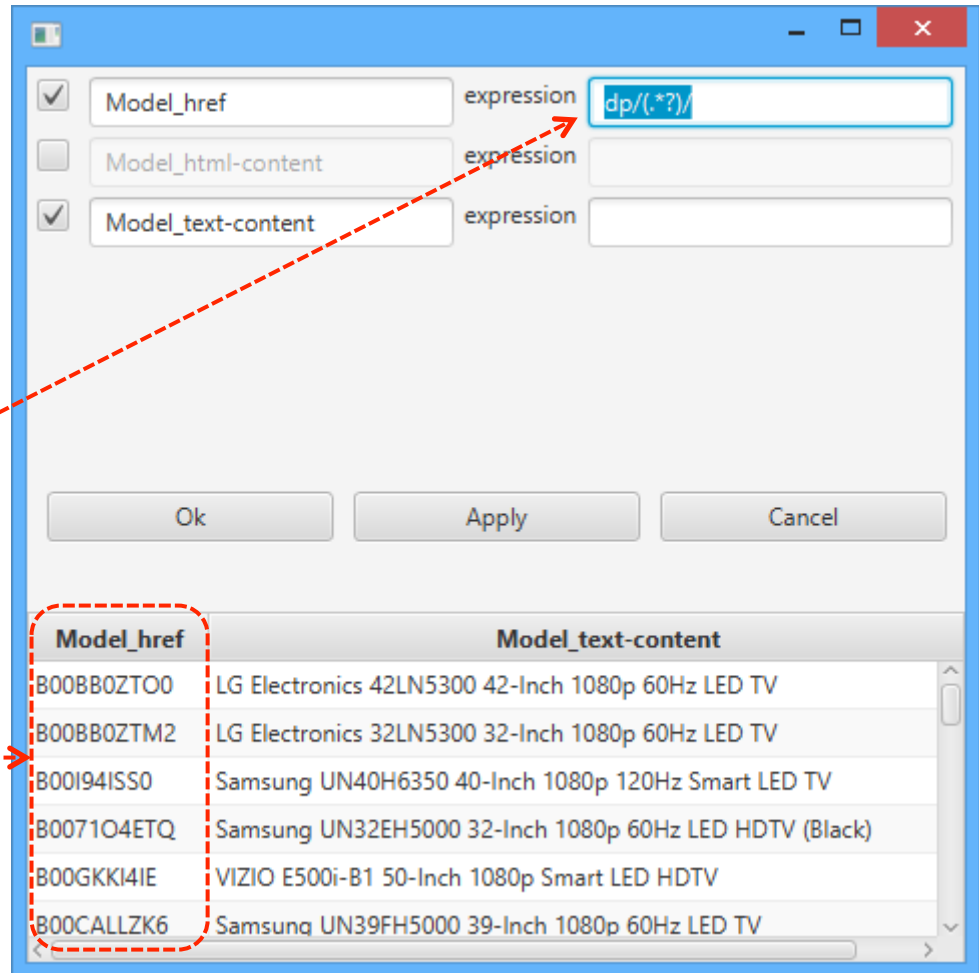 Model_href expression dp/(.*?)/
Model_html-content expression
Model_text-content expression
Ok Apply Cancel
Model_href Model_text-content
B00BB0ZTO0 LG Electronics 42LN5300 42-Inch 1080p 60Hz LED TV
B00BB0ZTM2 LG Electronics 32LN5300 32-Inch 1080p 60Hz LED TV
B00I94ISS0 Samsung UN40H6350 40-Inch 1080p 120Hz Smart LED TV
B0071O4ETQ Samsung UN32EH5000 32-Inch 1080p 60Hz LED HDTV (Black)
B00GKKI4IE VIZIO E500i-B1 50-Inch 1080p Smart LED HDTV
B00CALLZK6 Samsung UN39FH5000 39-Inch 1080p 60Hz LED TV